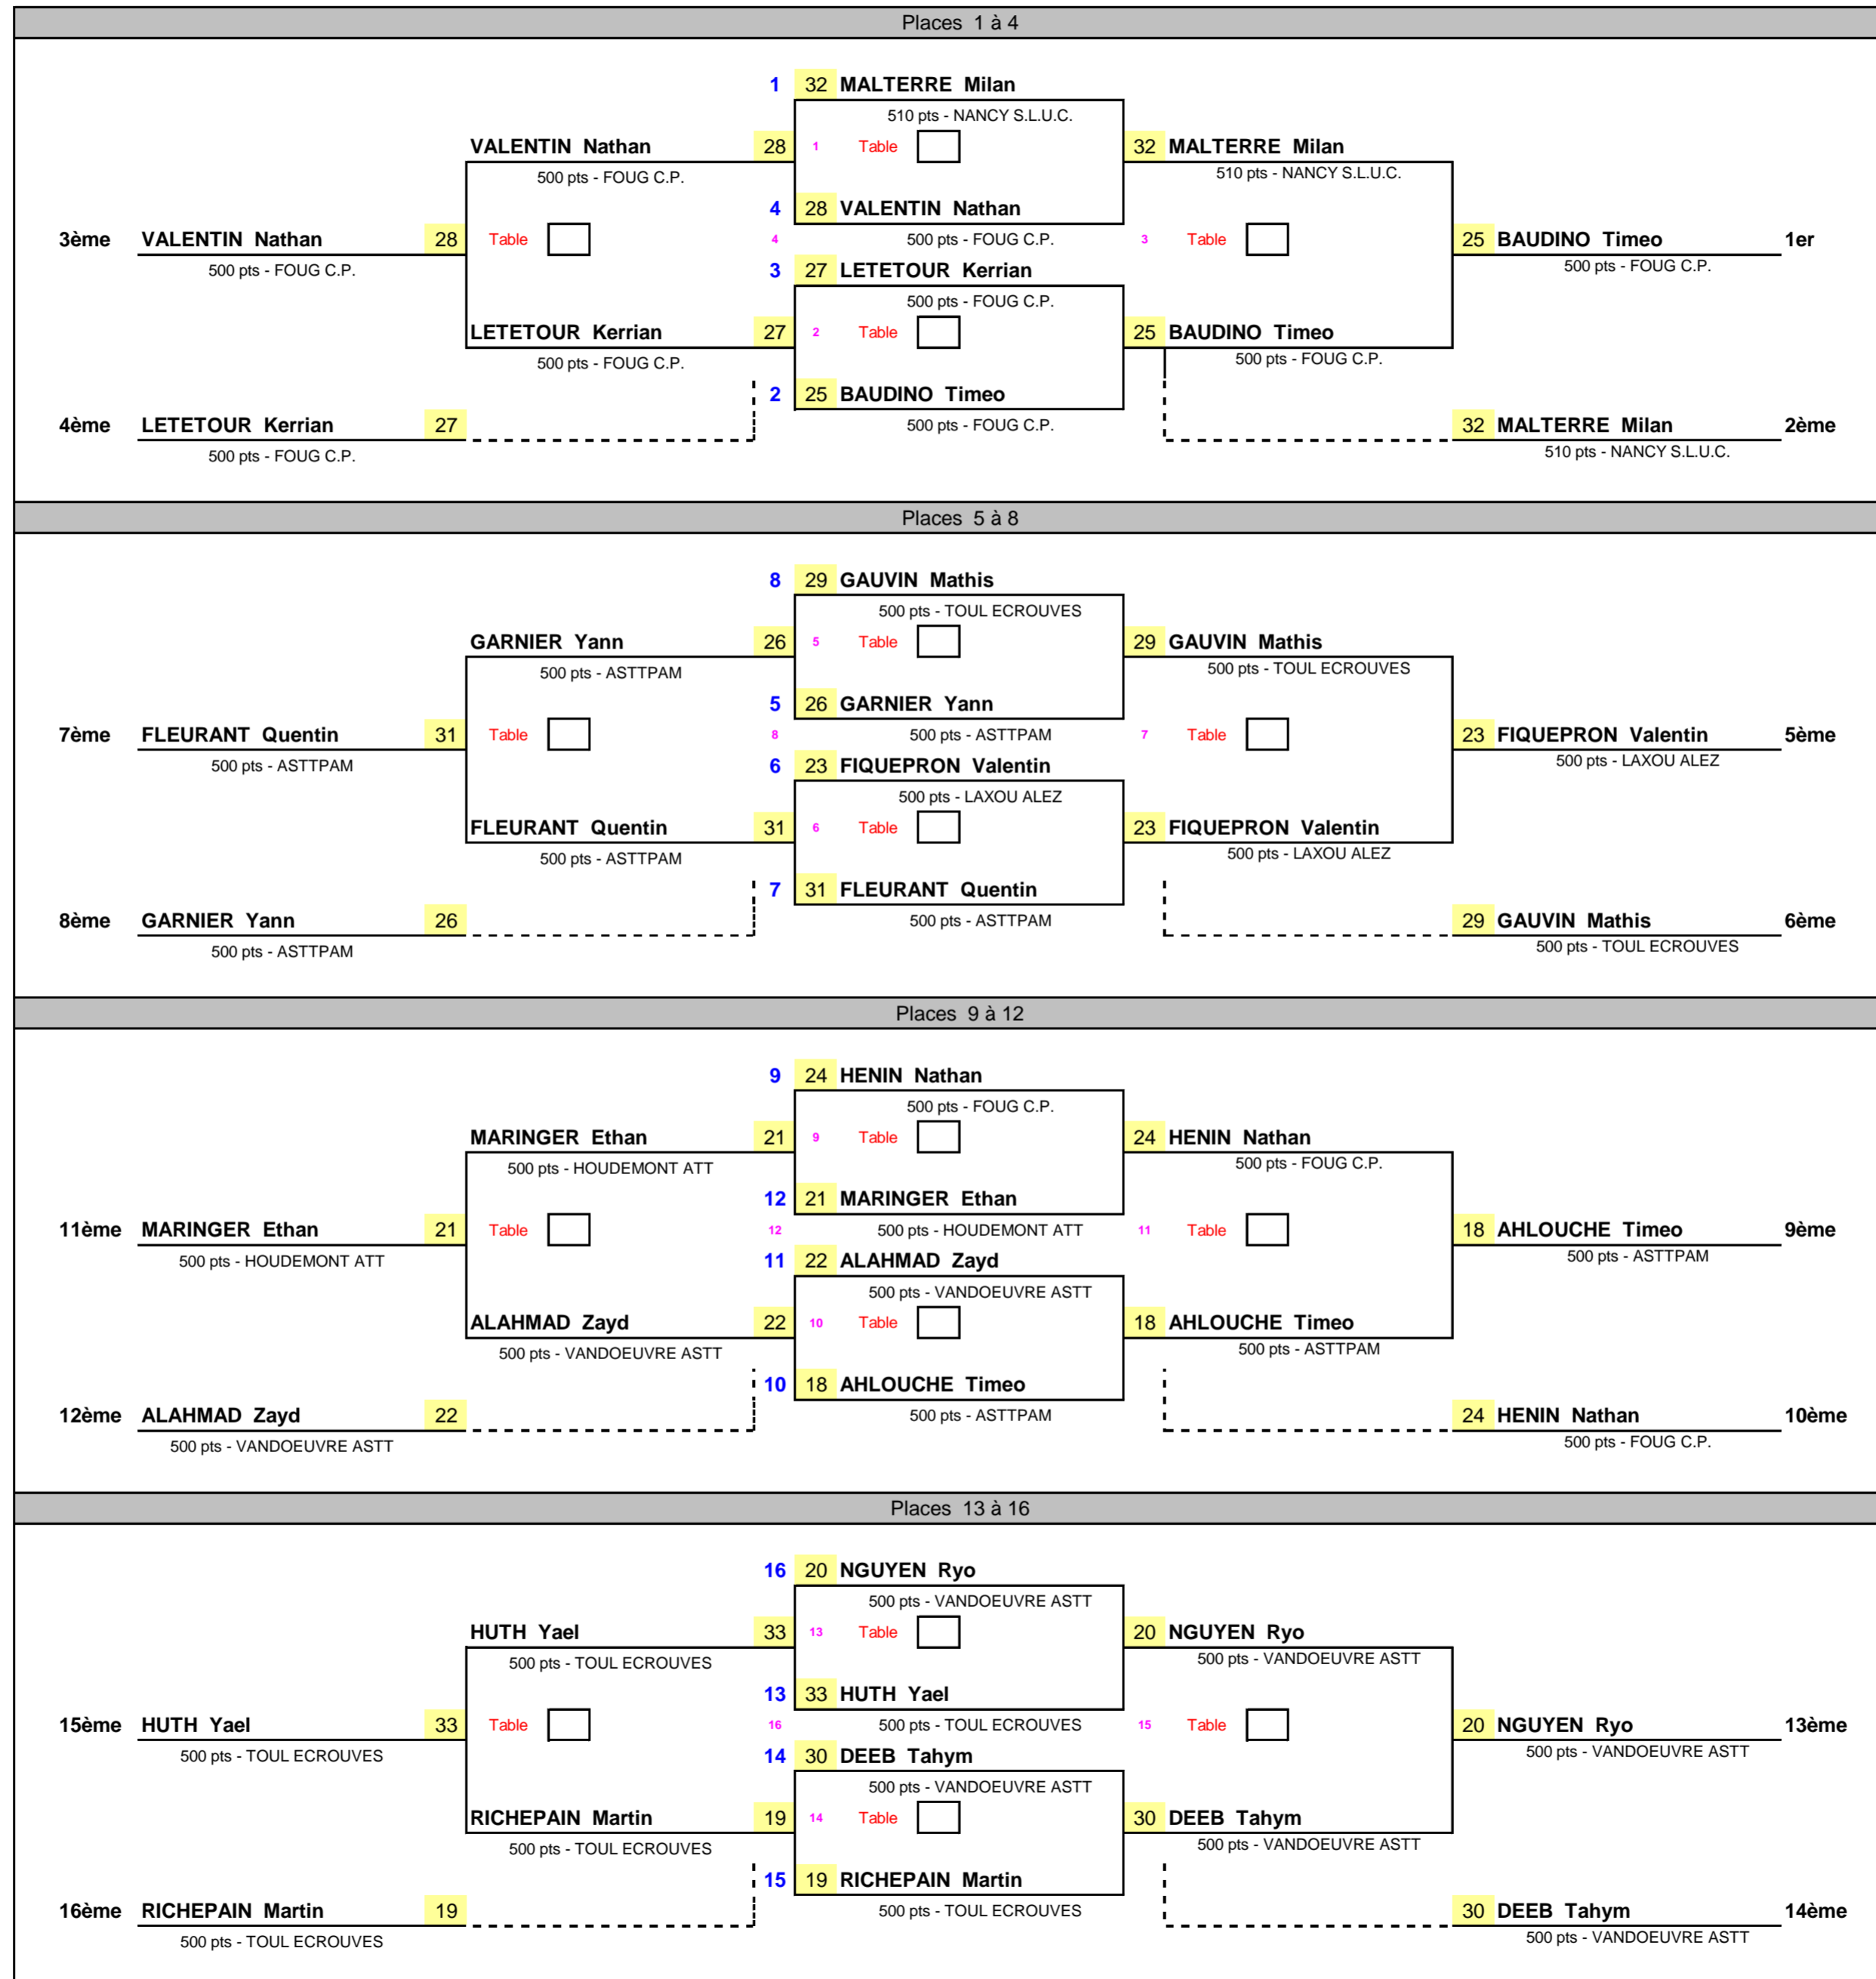 Places 1 à 4
1 32 MALTERRE Milan
510 pts - NANCY S.L.U.C.
VALENTIN Nathan 28 1 Table 32 MALTERRE Milan
500 pts - FOUG C.P. 510 pts - NANCY S.L.U.C.
4 28 VALENTIN Nathan
3ème VALENTIN Nathan 28 Table 4 500 pts - FOUG C.P. 3 Table 25 BAUDINO Timeo 1er
500 pts - FOUG C.P. 3 27 LETETOUR Kerrian 500 pts - FOUG C.P.
500 pts - FOUG C.P.
LETETOUR Kerrian 27 2 Table 25 BAUDINO Timeo
500 pts - FOUG C.P. 500 pts - FOUG C.P.
2 25 BAUDINO Timeo
4ème LETETOUR Kerrian 27 500 pts - FOUG C.P. 32 MALTERRE Milan 2ème
500 pts - FOUG C.P. 510 pts - NANCY S.L.U.C.
Places 5 à 8
8 29 GAUVIN Mathis
500 pts - TOUL ECROUVES
GARNIER Yann 26 5 Table 29 GAUVIN Mathis
500 pts - ASTTPAM 500 pts - TOUL ECROUVES
5 26 GARNIER Yann
7ème FLEURANT Quentin 31 Table 8 500 pts - ASTTPAM 7 Table 23 FIQUEPRON Valentin 5ème
500 pts - ASTTPAM 6 23 FIQUEPRON Valentin 500 pts - LAXOU ALEZ
500 pts - LAXOU ALEZ
FLEURANT Quentin 31 6 Table 23 FIQUEPRON Valentin
500 pts - ASTTPAM 500 pts - LAXOU ALEZ
7 31 FLEURANT Quentin
8ème GARNIER Yann 26 500 pts - ASTTPAM 29 GAUVIN Mathis 6ème
500 pts - ASTTPAM 500 pts - TOUL ECROUVES
Places 9 à 12
9 24 HENIN Nathan
500 pts - FOUG C.P.
MARINGER Ethan 21 9 Table 24 HENIN Nathan
500 pts - HOUDEMONT ATT 500 pts - FOUG C.P.
12 21 MARINGER Ethan
11ème MARINGER Ethan 21 Table 12 500 pts - HOUDEMONT ATT 11 Table 18 AHLOUCHE Timeo 9ème
500 pts - HOUDEMONT ATT 11 22 ALAHMAD Zayd 500 pts - ASTTPAM
500 pts - VANDOEUVRE ASTT
ALAHMAD Zayd 22 10 Table 18 AHLOUCHE Timeo
500 pts - VANDOEUVRE ASTT 500 pts - ASTTPAM
10 18 AHLOUCHE Timeo
12ème ALAHMAD Zayd 22 500 pts - ASTTPAM 24 HENIN Nathan 10ème
500 pts - VANDOEUVRE ASTT 500 pts - FOUG C.P.
Places 13 à 16
16 20 NGUYEN Ryo
500 pts - VANDOEUVRE ASTT
HUTH Yael 33 13 Table 20 NGUYEN Ryo
500 pts - TOUL ECROUVES 500 pts - VANDOEUVRE ASTT
13 33 HUTH Yael
15ème HUTH Yael 33 Table 16 500 pts - TOUL ECROUVES 15 Table 20 NGUYEN Ryo 13ème
500 pts - TOUL ECROUVES 14 30 DEEB Tahym 500 pts - VANDOEUVRE ASTT
500 pts - VANDOEUVRE ASTT
RICHEPAIN Martin 19 14 Table 30 DEEB Tahym
500 pts - TOUL ECROUVES 500 pts - VANDOEUVRE ASTT
15 19 RICHEPAIN Martin
16ème RICHEPAIN Martin 19 500 pts - TOUL ECROUVES 30 DEEB Tahym 14ème
500 pts - TOUL ECROUVES 500 pts - VANDOEUVRE ASTT